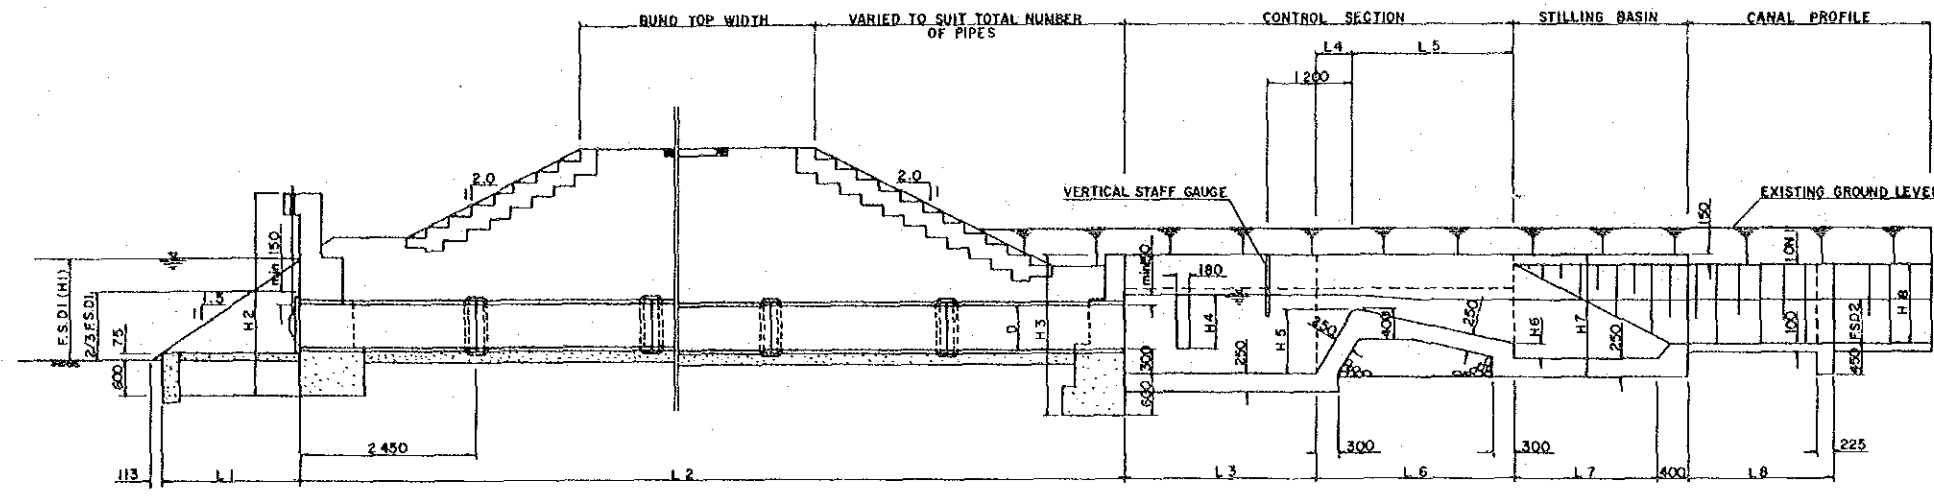 BUND TOP WIDTH
VARIED TO SUIT TOTAL NUMBER
OF PIPES
CONTROL SECTION
STILLING BASIN
CANAL PROFILE
L4
L5
1200
2.0
1
2.0
1
VERTICAL STAFF GAUGE
EXISTING GROUND LEVEL
150
F.S.D1 (H1)
2/3 F.S.D1
75
600
1.5
1
H2
min 150
D
H3
180
H4
250
300
600
H5
250
400
250
H6
H7
250
100
FSD2
450
H8
2450
300
300
225
113
L1
L2
L3
L6
L7
400
L8